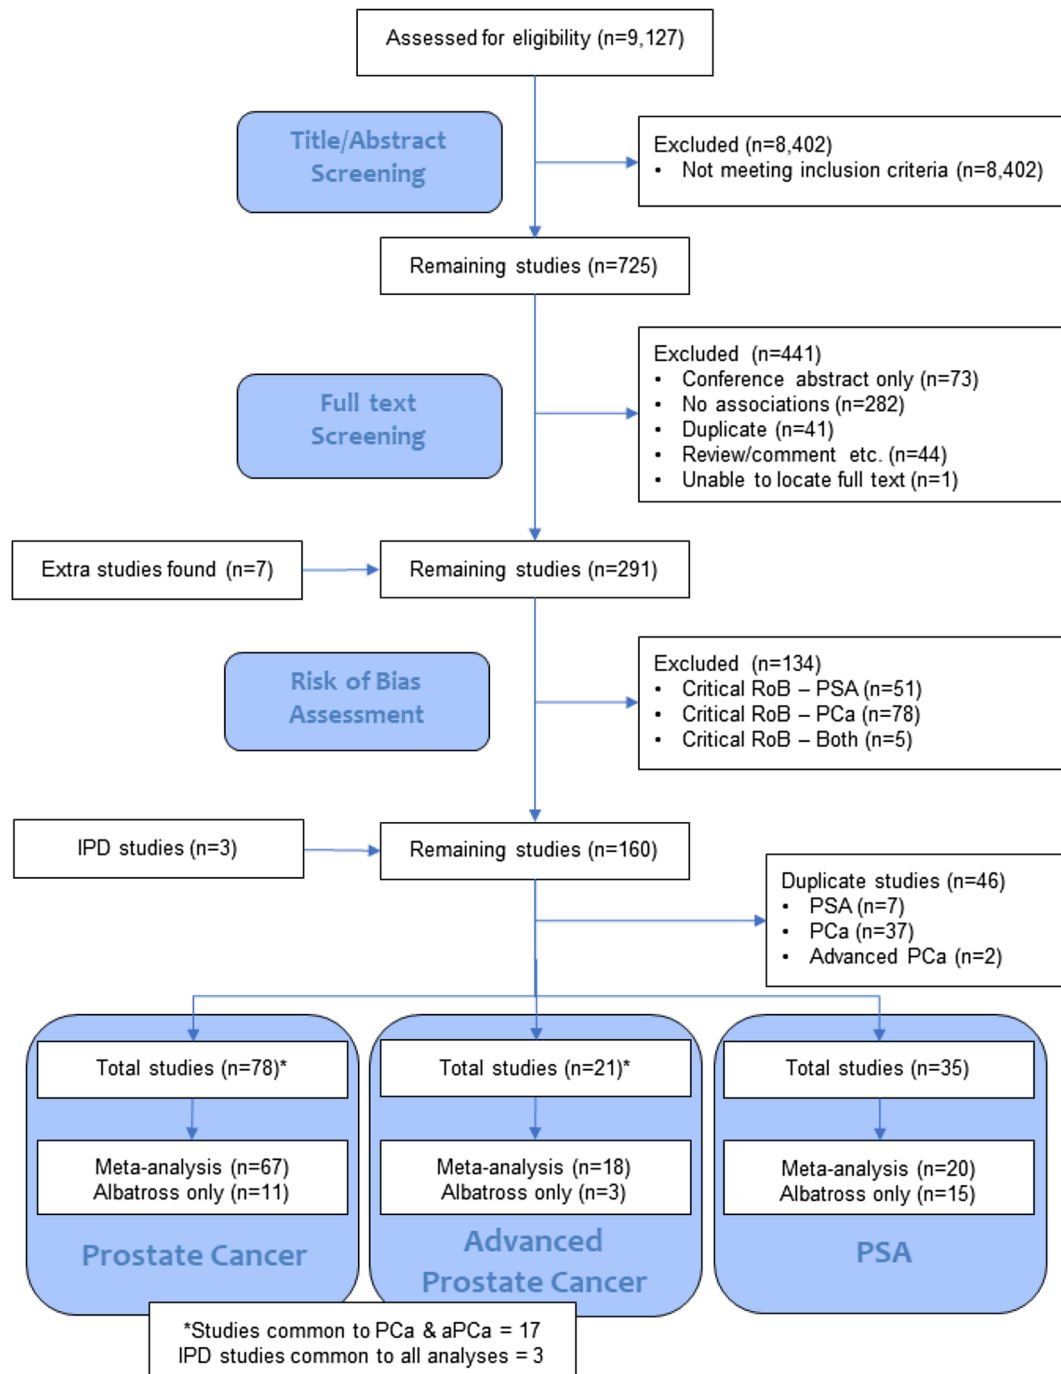 Assessed for eligibility (n=9,127)
Title/Abstract
Screening
Excluded (n=8,402)
• Not meeting inclusion criteria (n=8,402)
Remaining studies (n=725)
Full text
Screening
Excluded (n=441)
• Conference abstract only (n=73)
• No associations (n=282)
• Duplicate (n=41)
• Review/comment etc. (n=44)
• Unable to locate full text (n=1)
Extra studies found (n=7)
Remaining studies (n=291)
Risk of Bias
Assessment
Excluded (n=134)
• Critical RoB – PSA (n=51)
• Critical RoB – PCa (n=78)
• Critical RoB – Both (n=5)
IPD studies (n=3)
Remaining studies (n=160)
Duplicate studies (n=46)
• PSA (n=7)
• PCa (n=37)
• Advanced PCa (n=2)
Total studies (n=78)*
Meta-analysis (n=67)
Albatross only (n=11)
Prostate Cancer
Total studies (n=21)*
Meta-analysis (n=18)
Albatross only (n=3)
Advanced
Prostate Cancer
Total studies (n=35)
Meta-analysis (n=20)
Albatross only (n=15)
PSA
*Studies common to PCa & aPCa = 17
IPD studies common to all analyses = 3